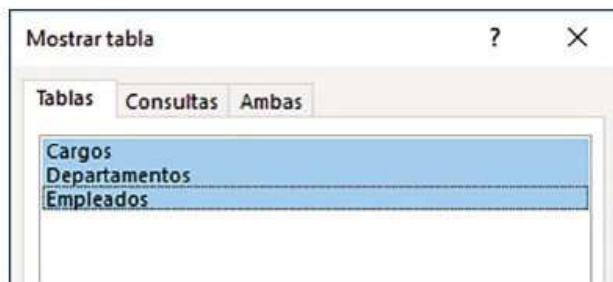 Mostrar tabla ? ×
Tablas Consultas Ambas
Cargos
Departamentos
Empleados